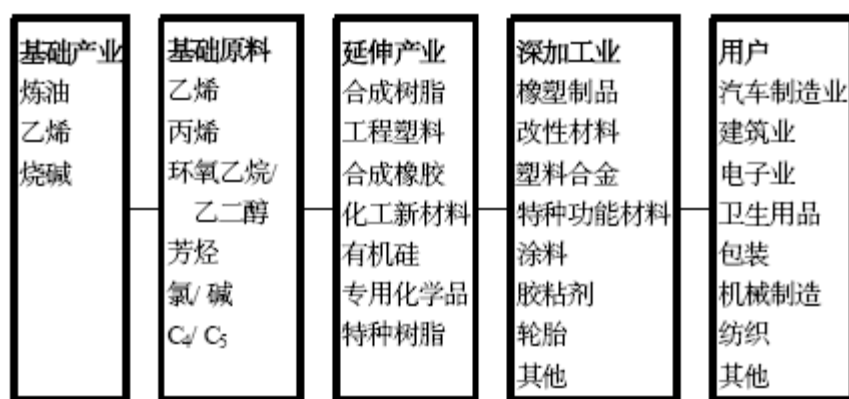 基础产业
炼油
乙烯
烧碱
基础原料
乙烯
丙烯
环氧乙烷/
乙二醇
芳烃
氯/碱
C₄/C₅
延伸产业
合成树脂
工程塑料
合成橡胶
化工新材料
有机硅
专用化学品
特种树脂
深加工业
橡塑制品
改性材料
塑料合金
特种功能材料
涂料
胶粘剂
轮胎
其他
用户
汽车制造业
建筑业
电子业
卫生用品
包装
机械制造
纺织
其他